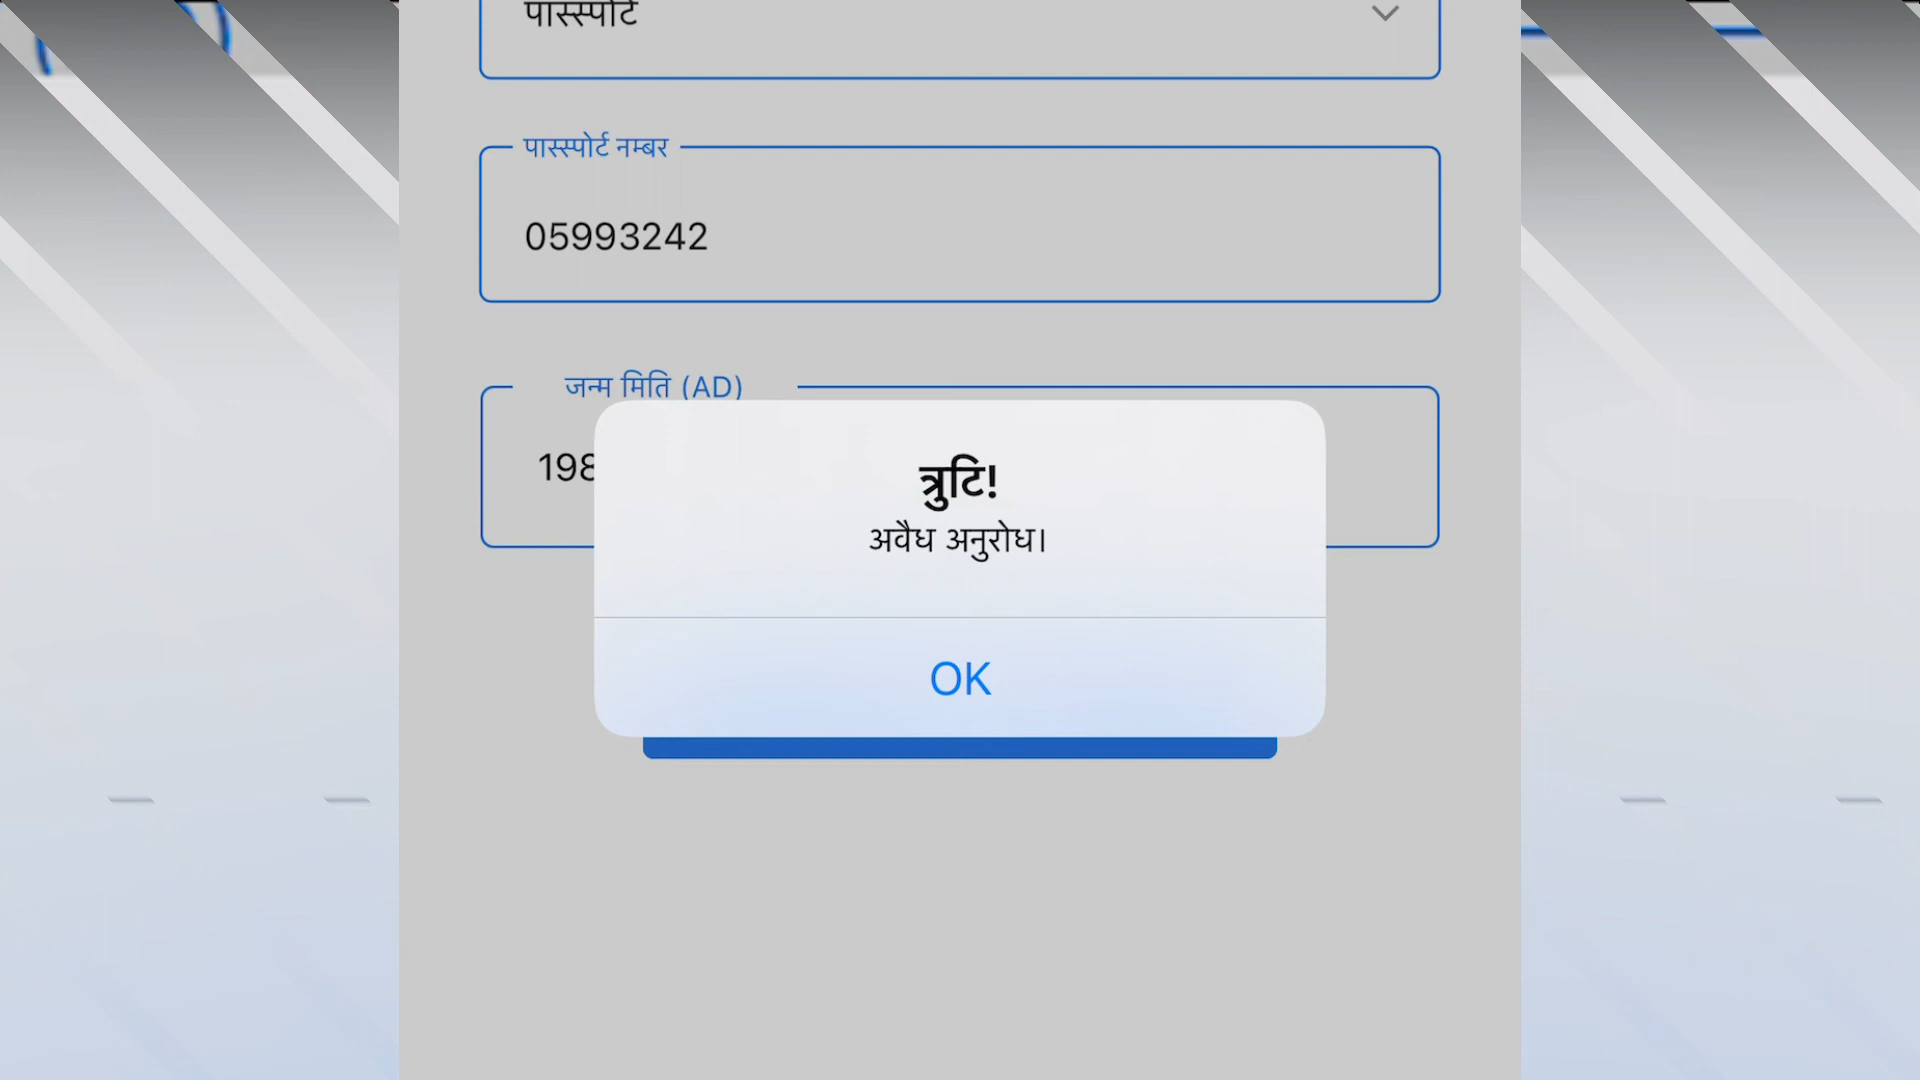 पास्स्पोर्ट
पास्स्पोर्ट नम्बर
05993242
जन्म मिति (AD)
198
त्रुटि!
अवैध अनुरोध।
OK